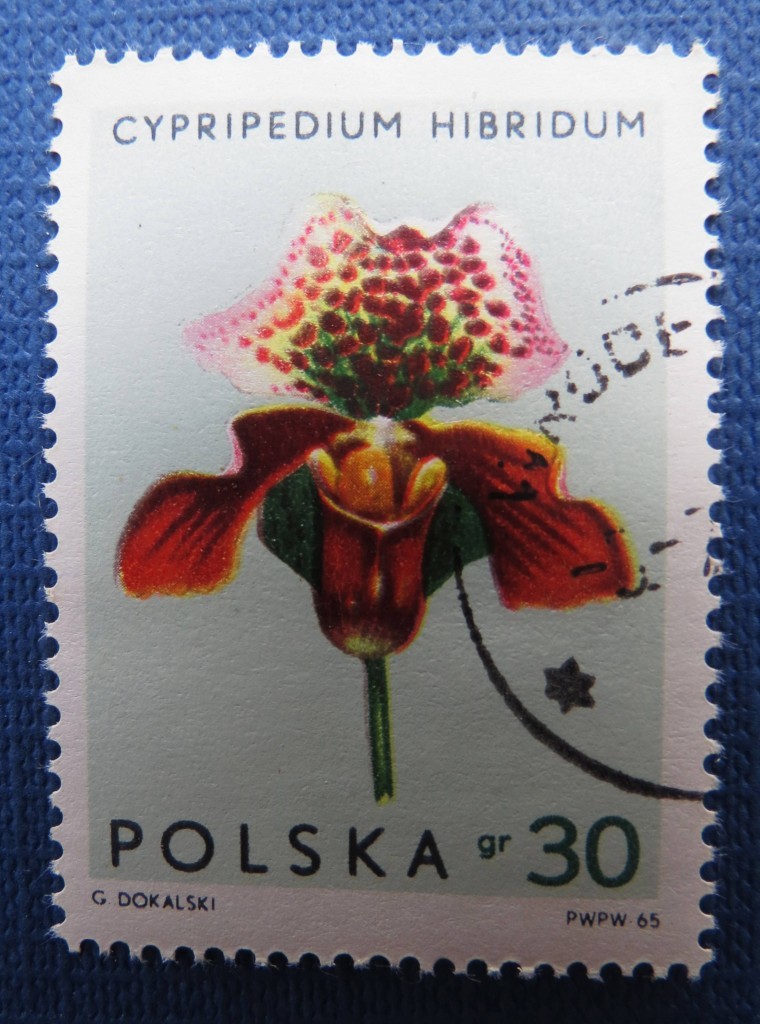 CYPRIPEDIUM HIBRIDUM
POLSKA gr 30
G. DOKALSKI
PWPW 65